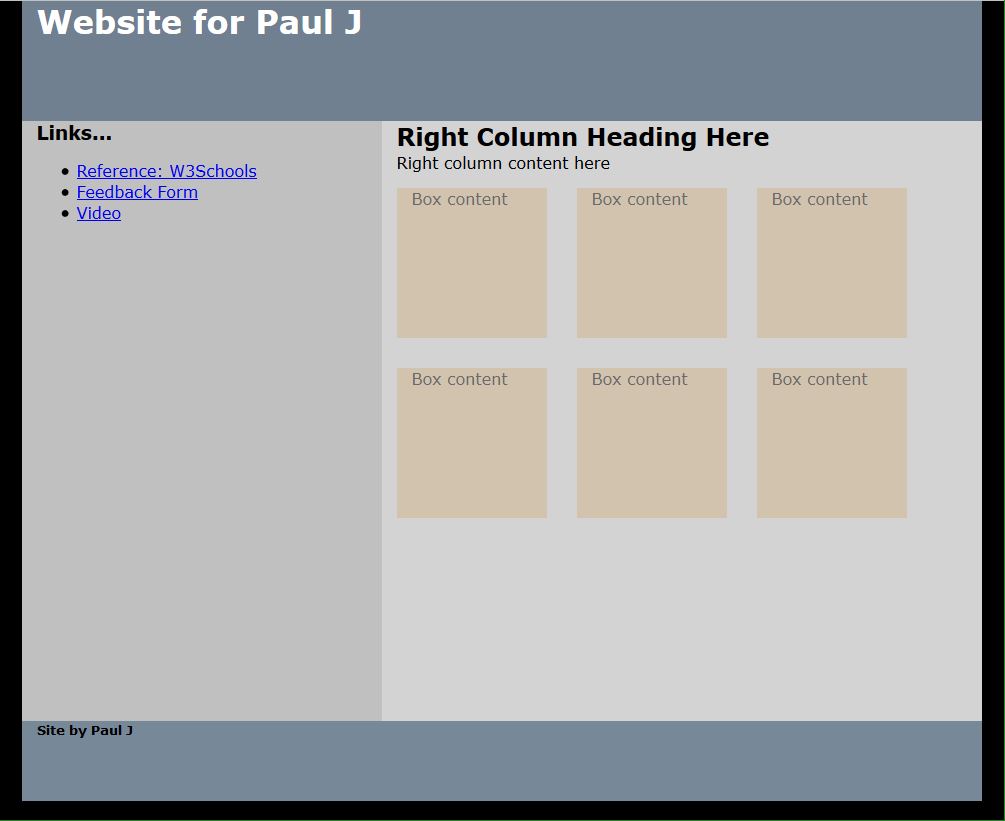 Website for Paul J
Links...
Reference: W3Schools
Feedback Form
Video
Right Column Heading Here
Right column content here
Box content
Box content
Box content
Box content
Box content
Box content
Site by Paul J